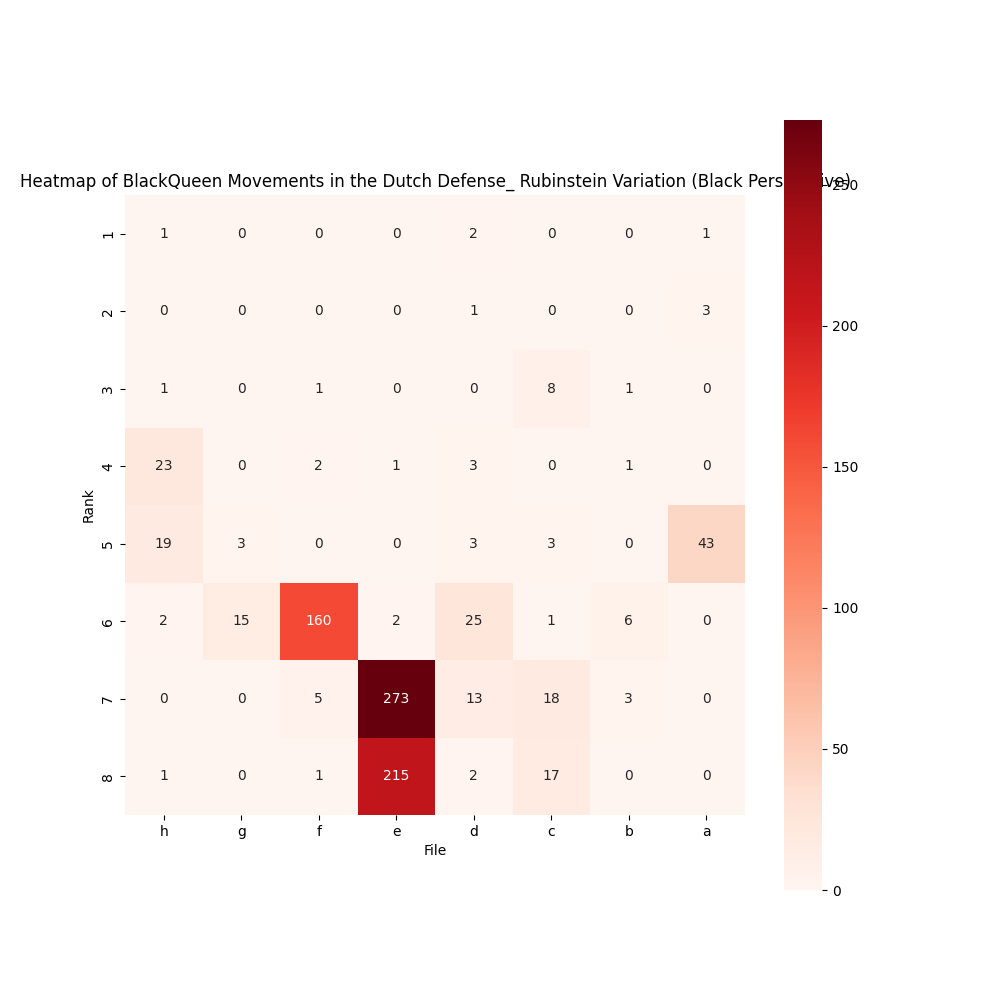 Heatmap of BlackQueen Movements in the Dutch Defense_ Rubinstein Variation (Black
250
1 1 0 0 0 2 0 0 1
2 0 0 0 0 1 0 0 3
200
3 1 0 1 0 0 8 1 0
4 23 0 2 1 3 0 1 0
150
Rank
5 19 3 0 0 3 3 0 43
100
6 2 15 160 2 25 1 6 0
7 0 0 5 273 13 18 3 0
50
8 1 0 1 215 2 17 0 0
h g f e d c b a
File
0